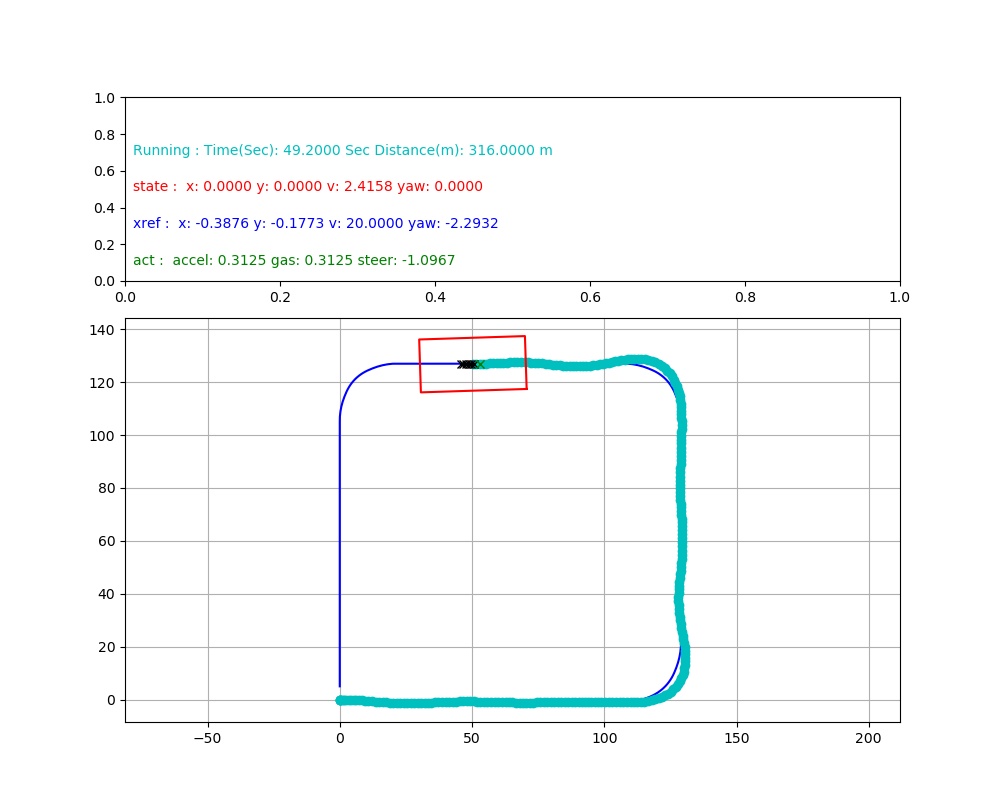 1.0
0.8
Running : Time(Sec): 49.2000 Sec Distance(m): 316.0000 m
0.6
state :  x: 0.0000 y: 0.0000 v: 2.4158 yaw: 0.0000
0.4
xref :  x: -0.3876 y: -0.1773 v: 20.0000 yaw: -2.2932
0.2
act :  accel: 0.3125 gas: 0.3125 steer: -1.0967
0.0
0.0 0.2 0.4 0.6 0.8 1.0
140
120
100
80
60
40
20
0
−50 0 50 100 150 200